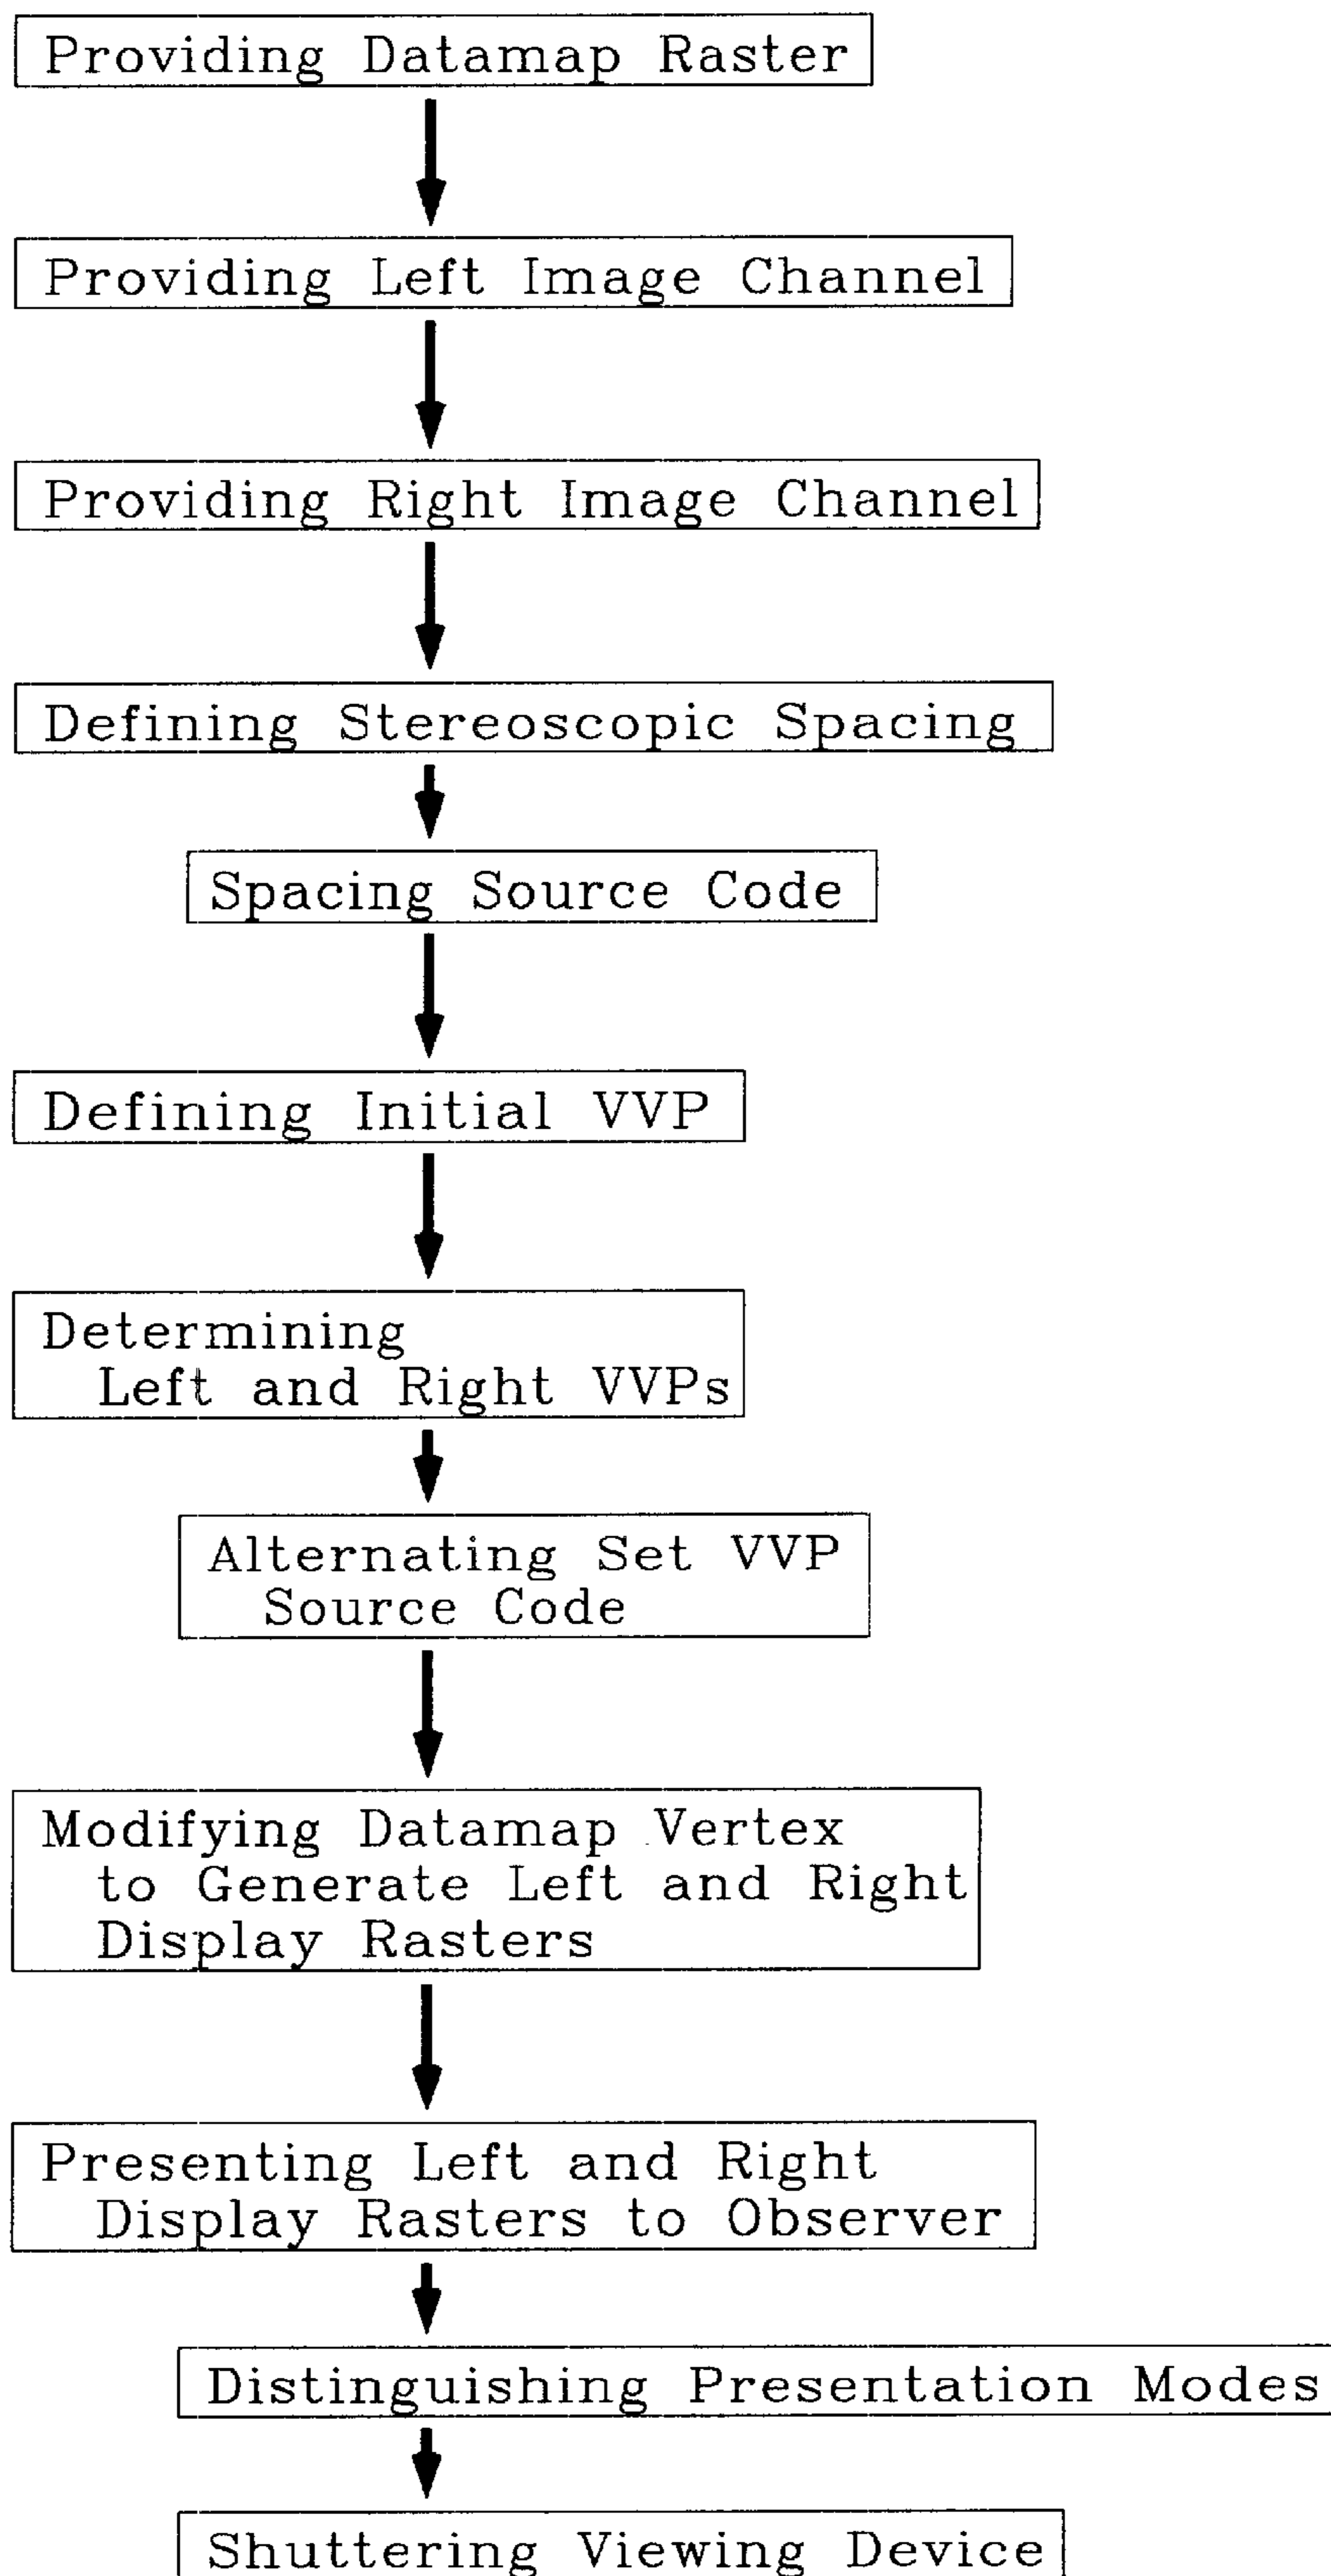 Providing Datamap Raster
Providing Left Image Channel
Providing Right Image Channel
Defining Stereoscopic Spacing
Spacing Source Code
Defining Initial VVP
Determining
Left and Right VVPs
Alternating Set VVP
Source Code
Modifying Datamap Vertex
to Generate Left and Right
Display Rasters
Presenting Left and Right
Display Rasters to Observer
Distinguishing Presentation Modes
Shuttering Viewing Device